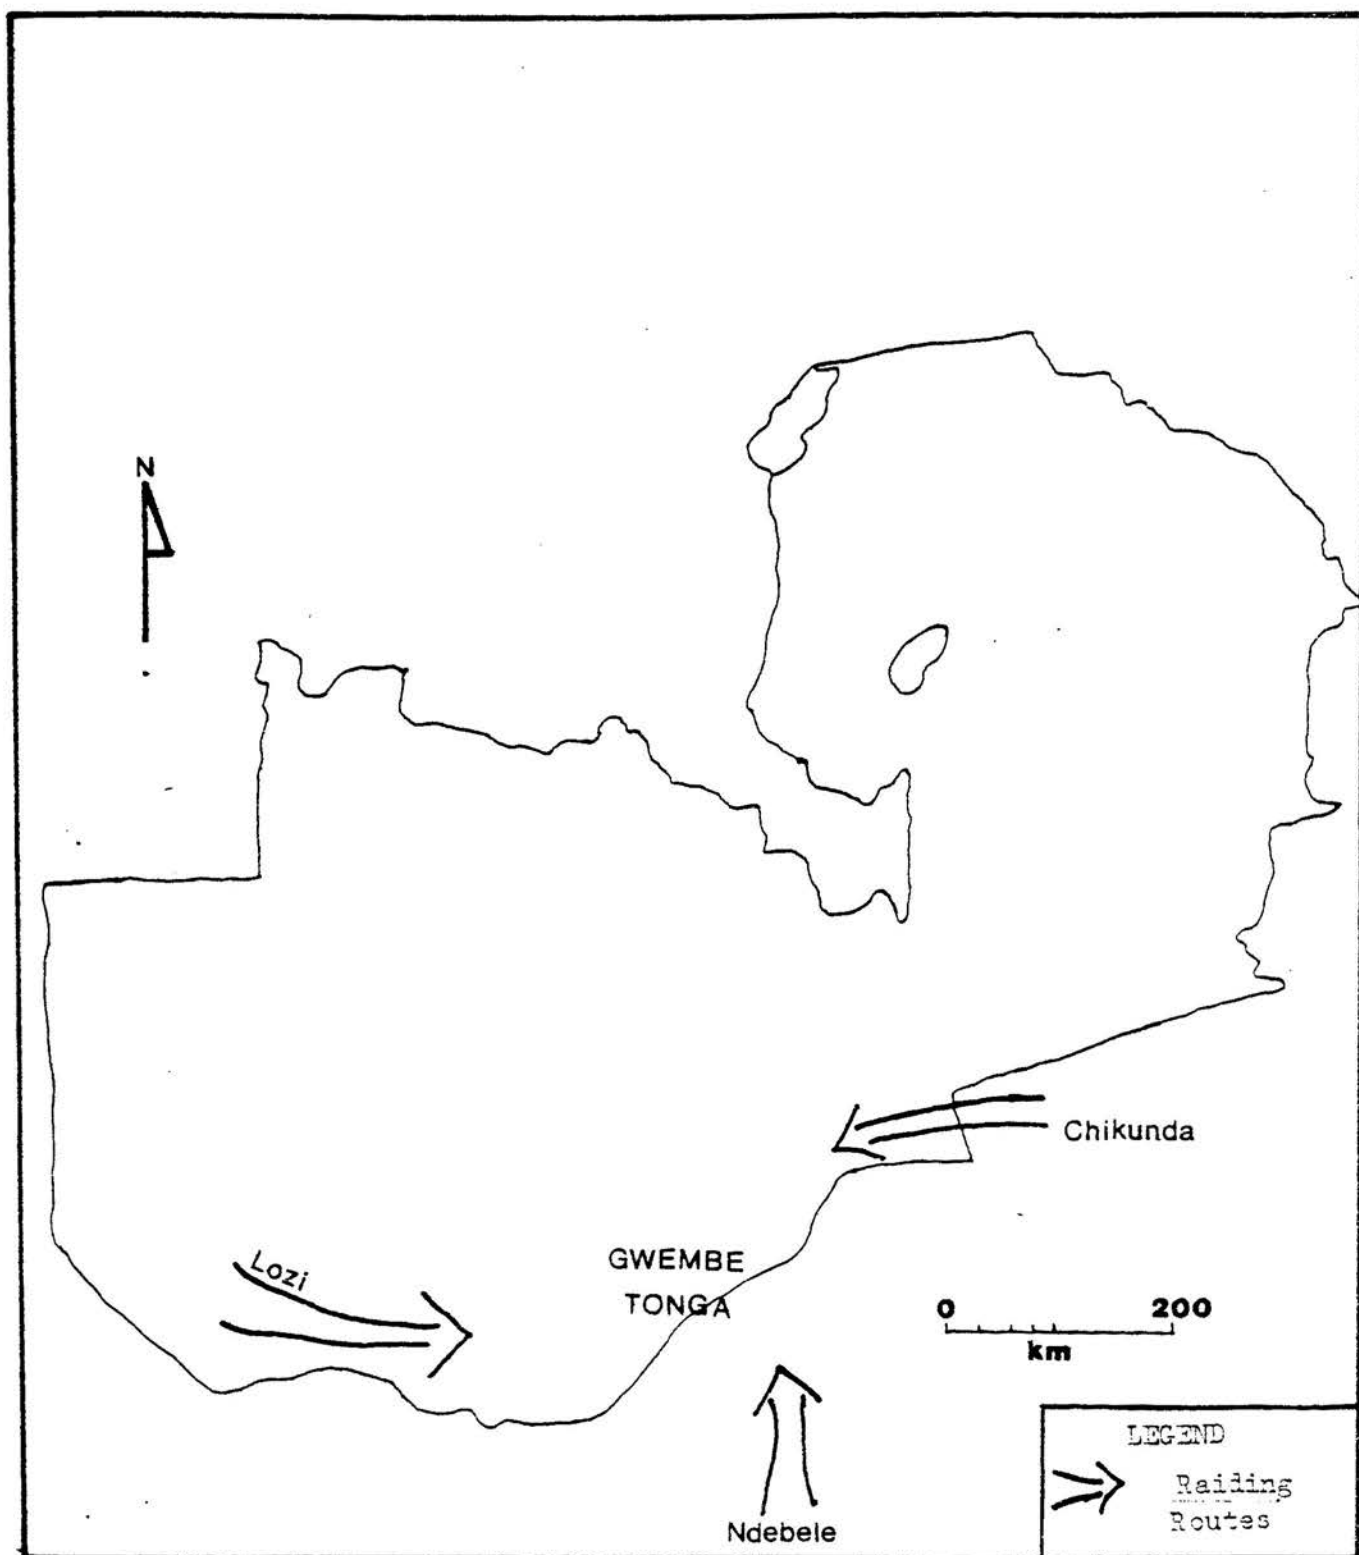 N
Chikunda
Lozi
GWEMBE
TONGA
0 200
km
Ndebele
LEGEND
Raiding
Routes